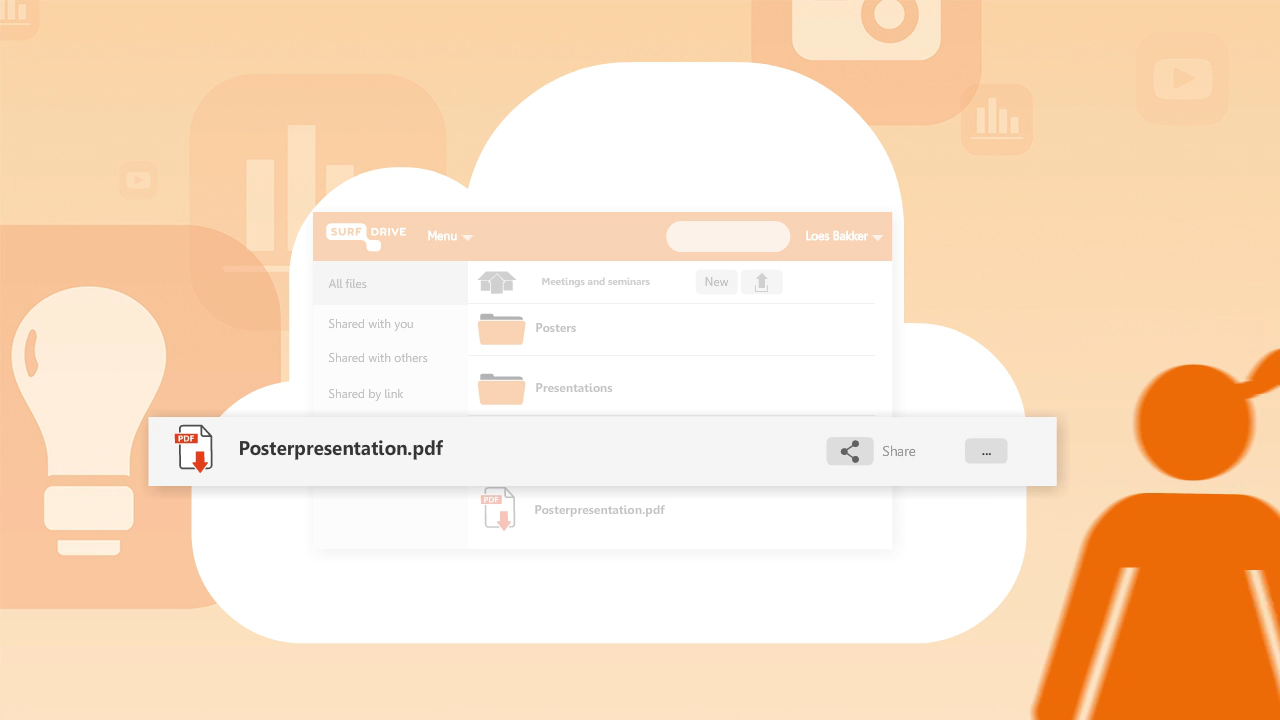 SURF DRIVE
Menu
Loes Bakker
All files
Meetings and seminars
New
Shared with you
Posters
Shared with others
Presentations
Shared by link
PDF
Posterpresentation.pdf
Share
...
PDF
Posterpresentation.pdf